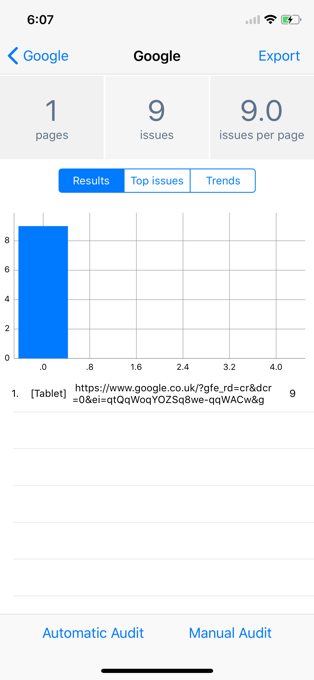 6:07
Google
Google
Export
1
pages
9
issues
9.0
issues per page
Results
Top issues
Trends
8
6
4
2
0
.0
.8
1.6
2.4
3.2
4.0
1.
[Tablet]
https://www.google.co.uk/?gfe_rd=cr&dcr
=0&ei=qtQqWoqYOZSq8we-qqWACw&g
9
Automatic Audit
Manual Audit